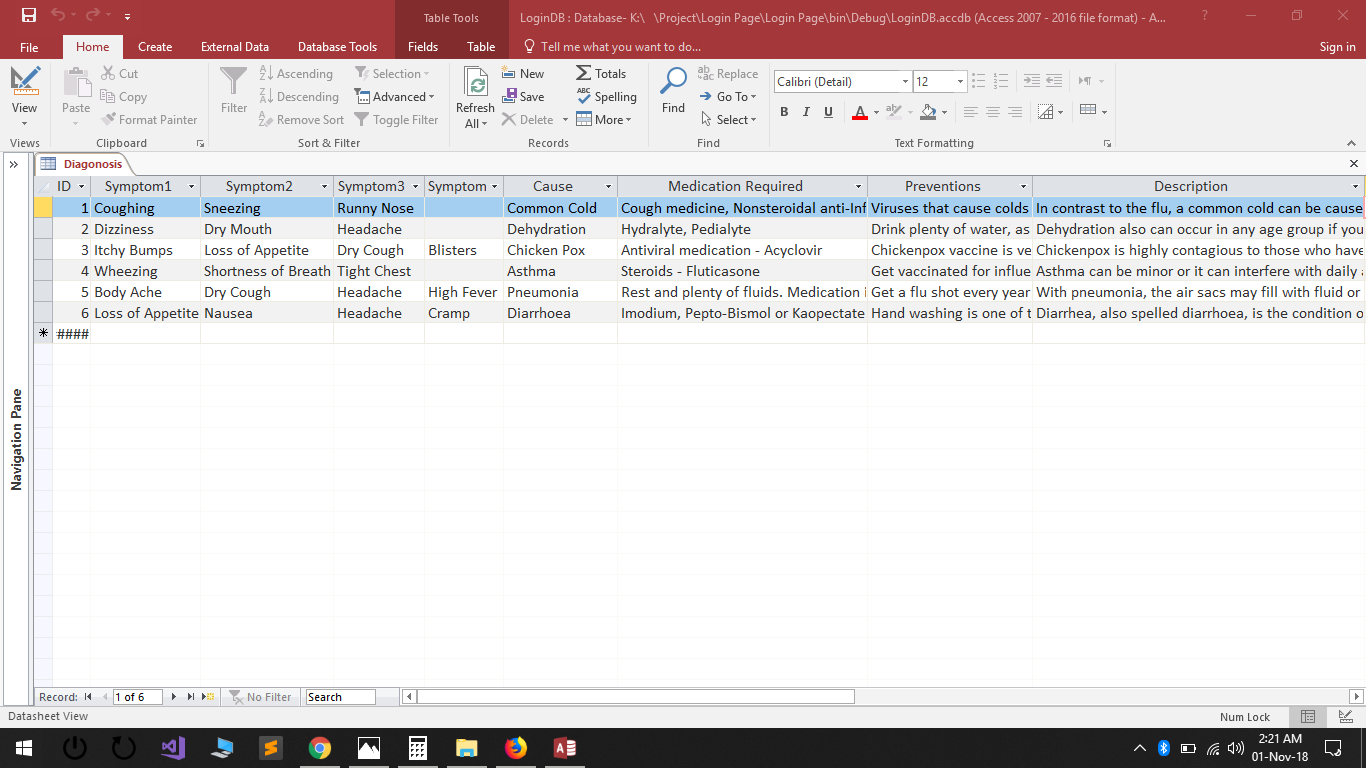 Table Tools
LoginDB : Database- K:\ \Project\Login Page\Login Page\bin\Debug\LoginDB.accdb (Access 2007 - 2016 file format) - A...
File Home Create External Data Database Tools Fields Table Tell me what you want to do... Sign in
View
Paste
Cut
Copy
Format Painter
Filter
Ascending
Descending
Remove Sort
Selection
Advanced
Toggle Filter
Refresh
All
New
Save
Delete
Totals
Spelling
More
Find
Replace
Go To
Select
Calibri (Detail) 12
B I U A
Views Clipboard Sort & Filter Records Find Text Formatting
Diagonosis
ID Symptom1 Symptom2 Symptom3 Symptom Cause Medication Required Preventions Description
1 Coughing Sneezing Runny Nose Common Cold Cough medicine, Nonsteroidal anti-Inf Viruses that cause colds In contrast to the flu, a common cold can be cause
2 Dizziness Dry Mouth Headache Dehydration Hydralyte, Pedialyte Drink plenty of water, as Dehydration also can occur in any age group if you
3 Itchy Bumps Loss of Appetite Dry Cough Blisters Chicken Pox Antiviral medication - Acyclovir Chickenpox vaccine is ve Chickenpox is highly contagious to those who have
4 Wheezing Shortness of Breath Tight Chest Asthma Steroids - Fluticasone Get vaccinated for influe Asthma can be minor or it can interfere with daily
5 Body Ache Dry Cough Headache High Fever Pneumonia Rest and plenty of fluids. Medication i Get a flu shot every year With pneumonia, the air sacs may fill with fluid or
6 Loss of Appetite Nausea Headache Cramp Diarrhoea Imodium, Pepto-Bismol or Kaopectate Hand washing is one of t Diarrhea, also spelled diarrhoea, is the condition o
* ####
Navigation Pane
Record: 1 of 6 No Filter Search
Datasheet View Num Lock
2:21 AM
01-Nov-18